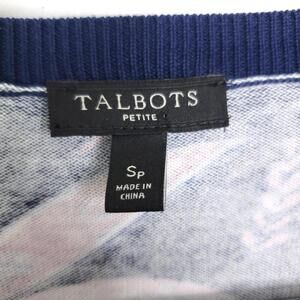 TALBOTS
PETITE
SP
MADE IN
CHINA